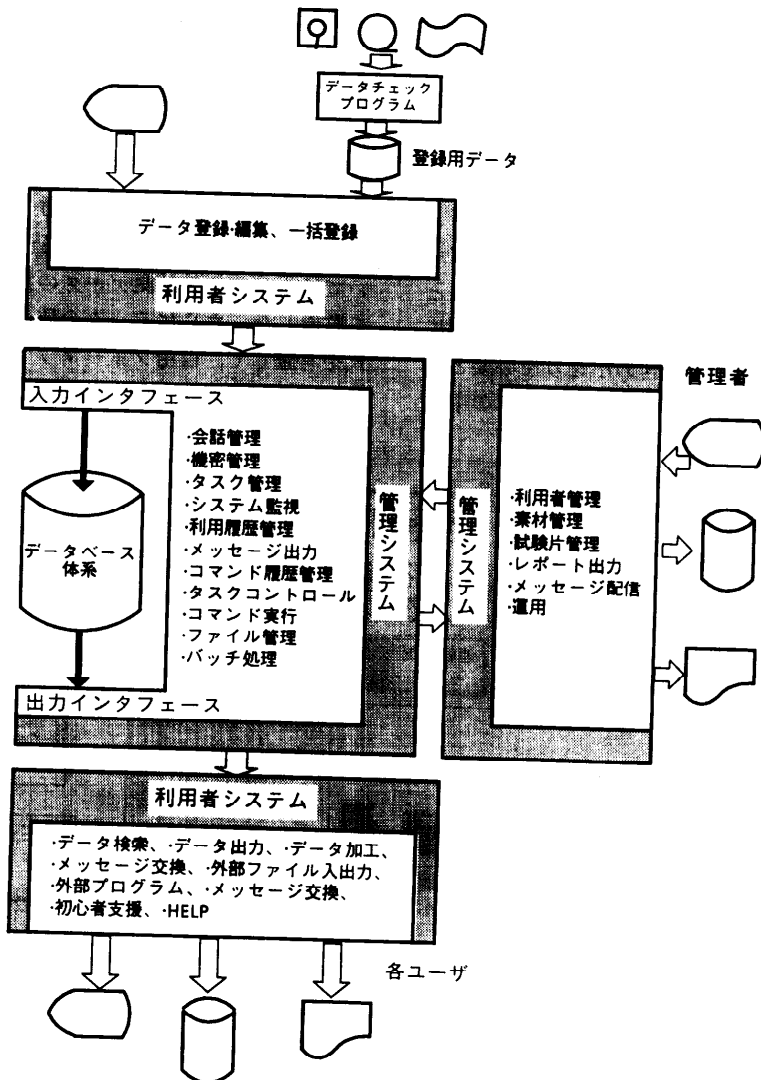 データチェック
プログラム
登録用データ
データ登録·編集、一括登録
利用者システム
入力インタフェース
データベース
体系
出力インタフェース
·会話管理
·機密管理
·タスク管理
·システム監視
·利用履歴管理
·メッセージ出力
·コマンド履歴管理
·タスクコントロール
·コマンド実行
·ファイル管理
·バッチ処理
管理システム
管理システム
·利用者管理
·素材管理
·試験片管理
·レポート出力
·メッセージ配信
·運用
管理者
利用者システム
·データ検索、·データ出力、·データ加工、
·メッセージ交換、·外部ファイル入出力、
·外部プログラム、·メッセージ交換、
·初心者支援、·HELP
各ユーザ